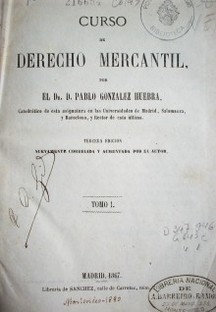 CURSO
DE
DERECHO MERCANTIL,
POR
EL DR. D. PABLO GONZALEZ HUEBRA,
Catedrático de esta asignatura en las Universidades de Madrid, Salamanca,
y Barcelona, y Rector de esta última.
TERCERA EDICION
NUEVAMENTE CORREGIDA Y AUMENTADA POR EL AUTOR.
TOMO I.
MADRID, 1867.
Librería de SANCHEZ, calle de Carretas, núm.
Montevideo 1880
LIBRERIA NACIONAL
DE
A. BARREIRO Y RAMOS
BIBLIOTECA